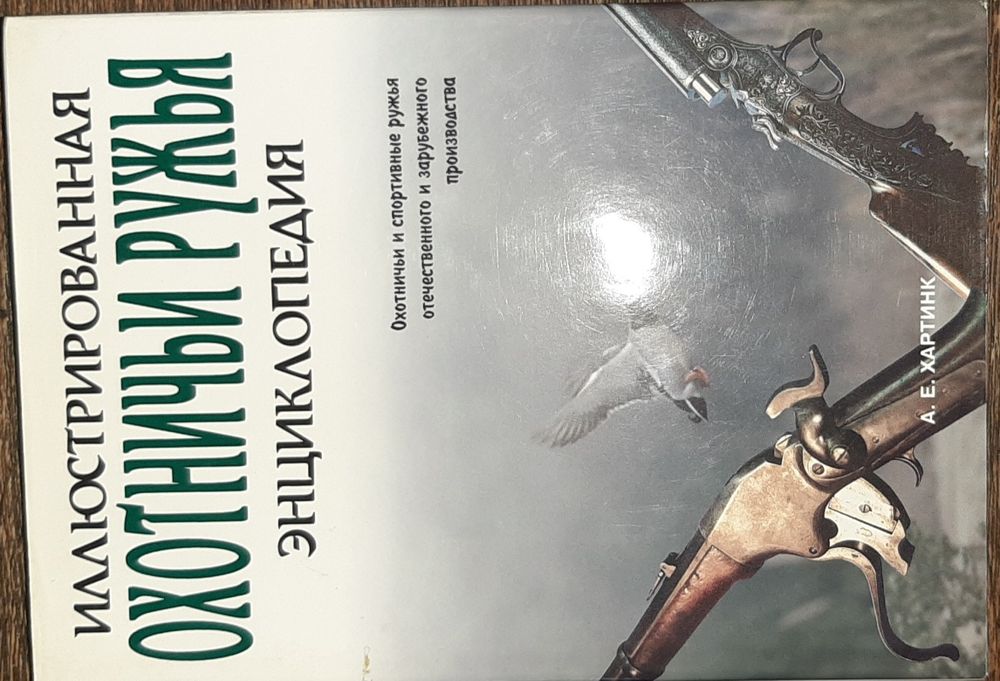 ИЛЛЮСТРИРОВАННАЯ
ОХОТНИЧЬИ РУЖЬЯ
ЭНЦИКЛОПЕДИЯ
Охотничьи и спортивные ружья
отечественного и зарубежного
производства
А. Е. ХАРТИНК